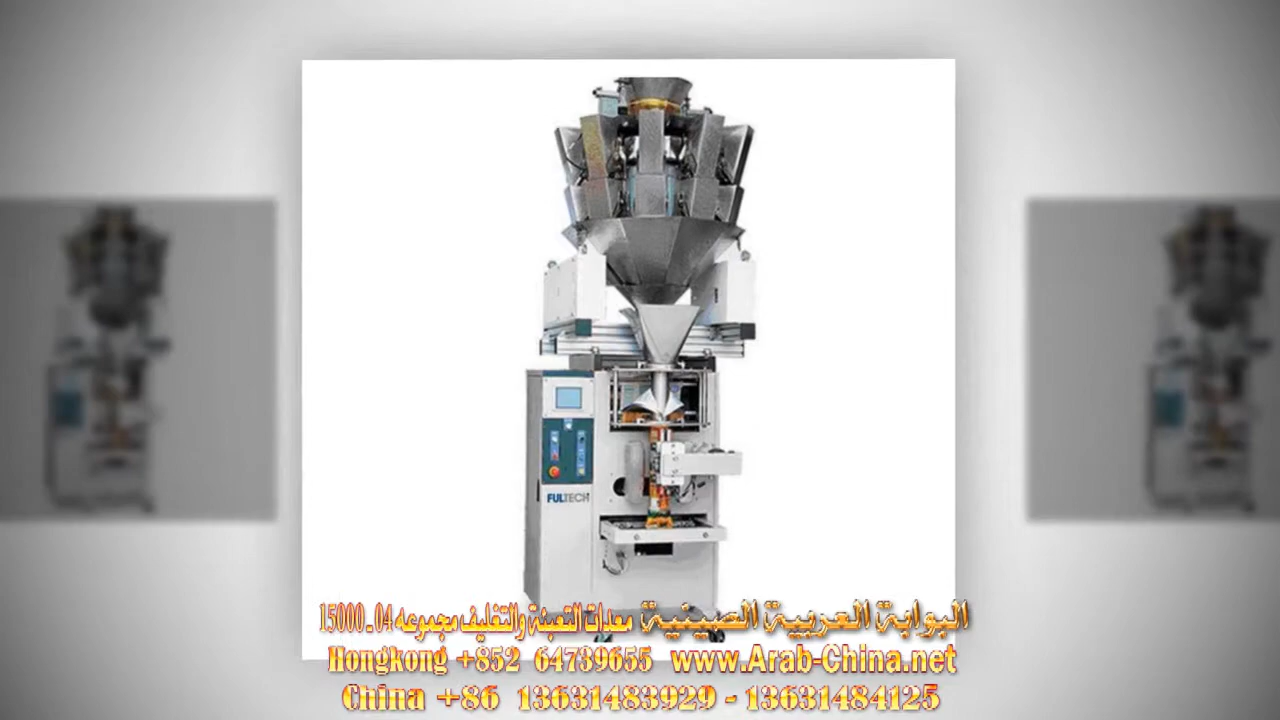 FULTECH
البوابة العربية الصينية معدات التعبئة والتغليف مجموعه 04 ـ 15000
Hongkong +852 64739655 www.Arab-China.net
China +86 13631483929 - 13631484125